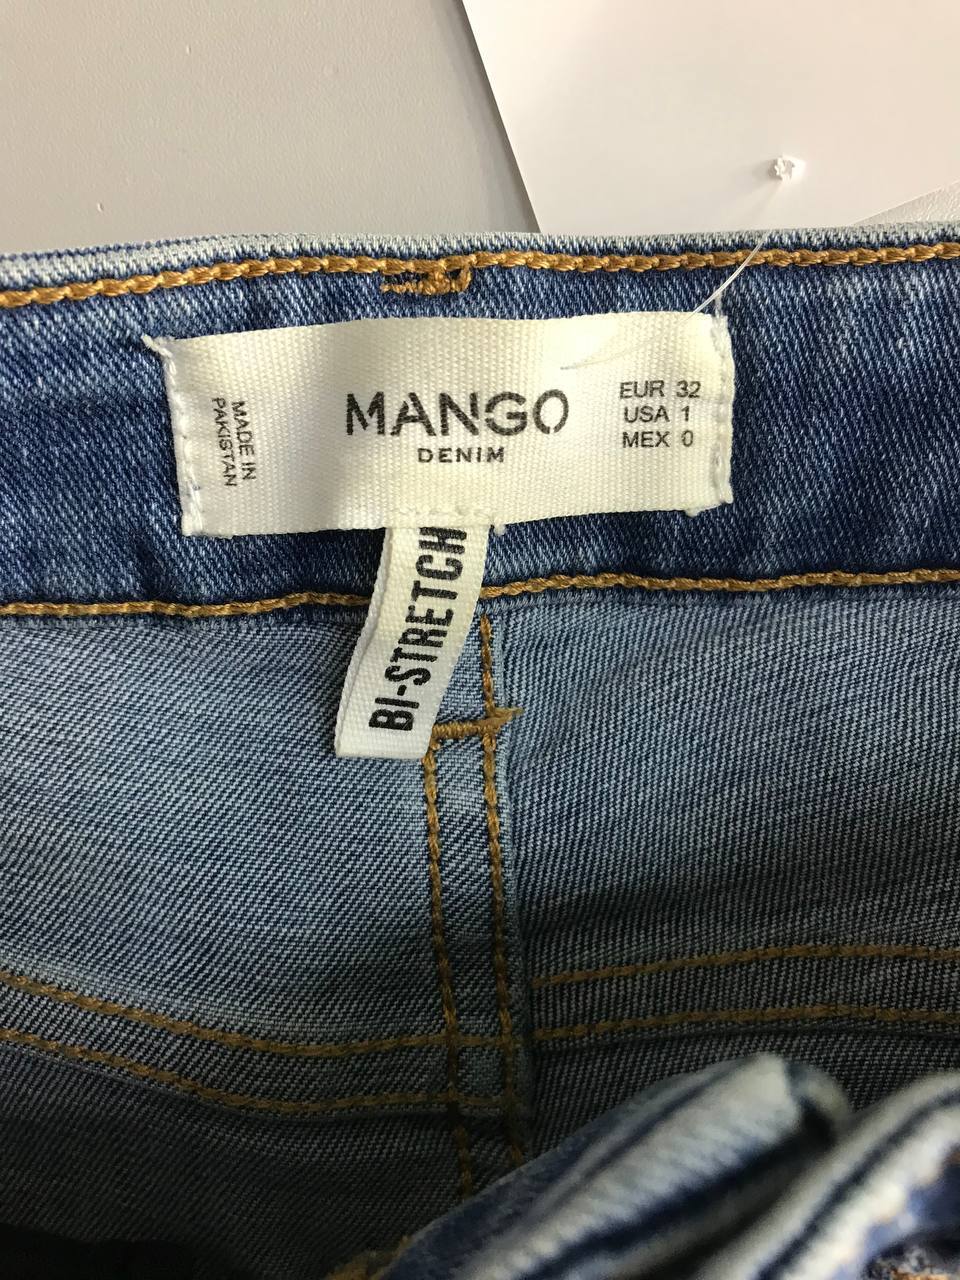 MADE IN
PAKISTAN
MANGO
DENIM
EUR 32
USA 1
MEX 0
BI-STRETCH